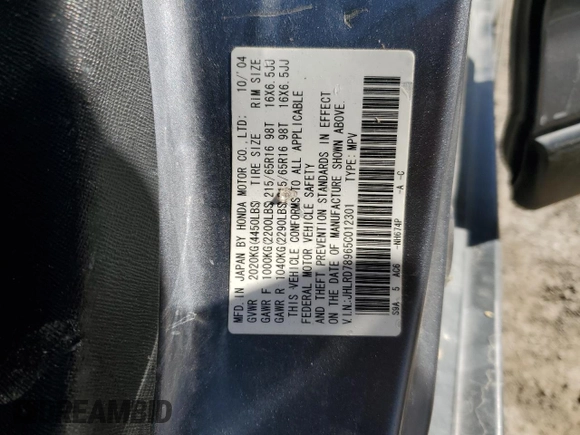 MFD. IN JAPAN BY HONDA MOTOR CO., LTD: 10/'04
GVWR 2020KG(4450LBS) TIRE SIZE RIM SIZE
GAWR F 1000KG(2200LBS) 215/65R16 98T 16X6.5JJ
GAWR R 1040KG(2290LBS) 215/65R16 98T 16X6.5JJ
THIS VEHICLE CONFORMS TO ALL APPLICABLE
FEDERAL MOTOR VEHICLE SAFETY
AND THEFT PREVENTION STANDARDS IN EFFECT
ON THE DATE OF MANUFACTURE SHOWN ABOVE.
V.I.N.:JHLRD78965C012301 TYPE: MPV
S9A 5 AC6 -NH674P -A -C
DREAMBID